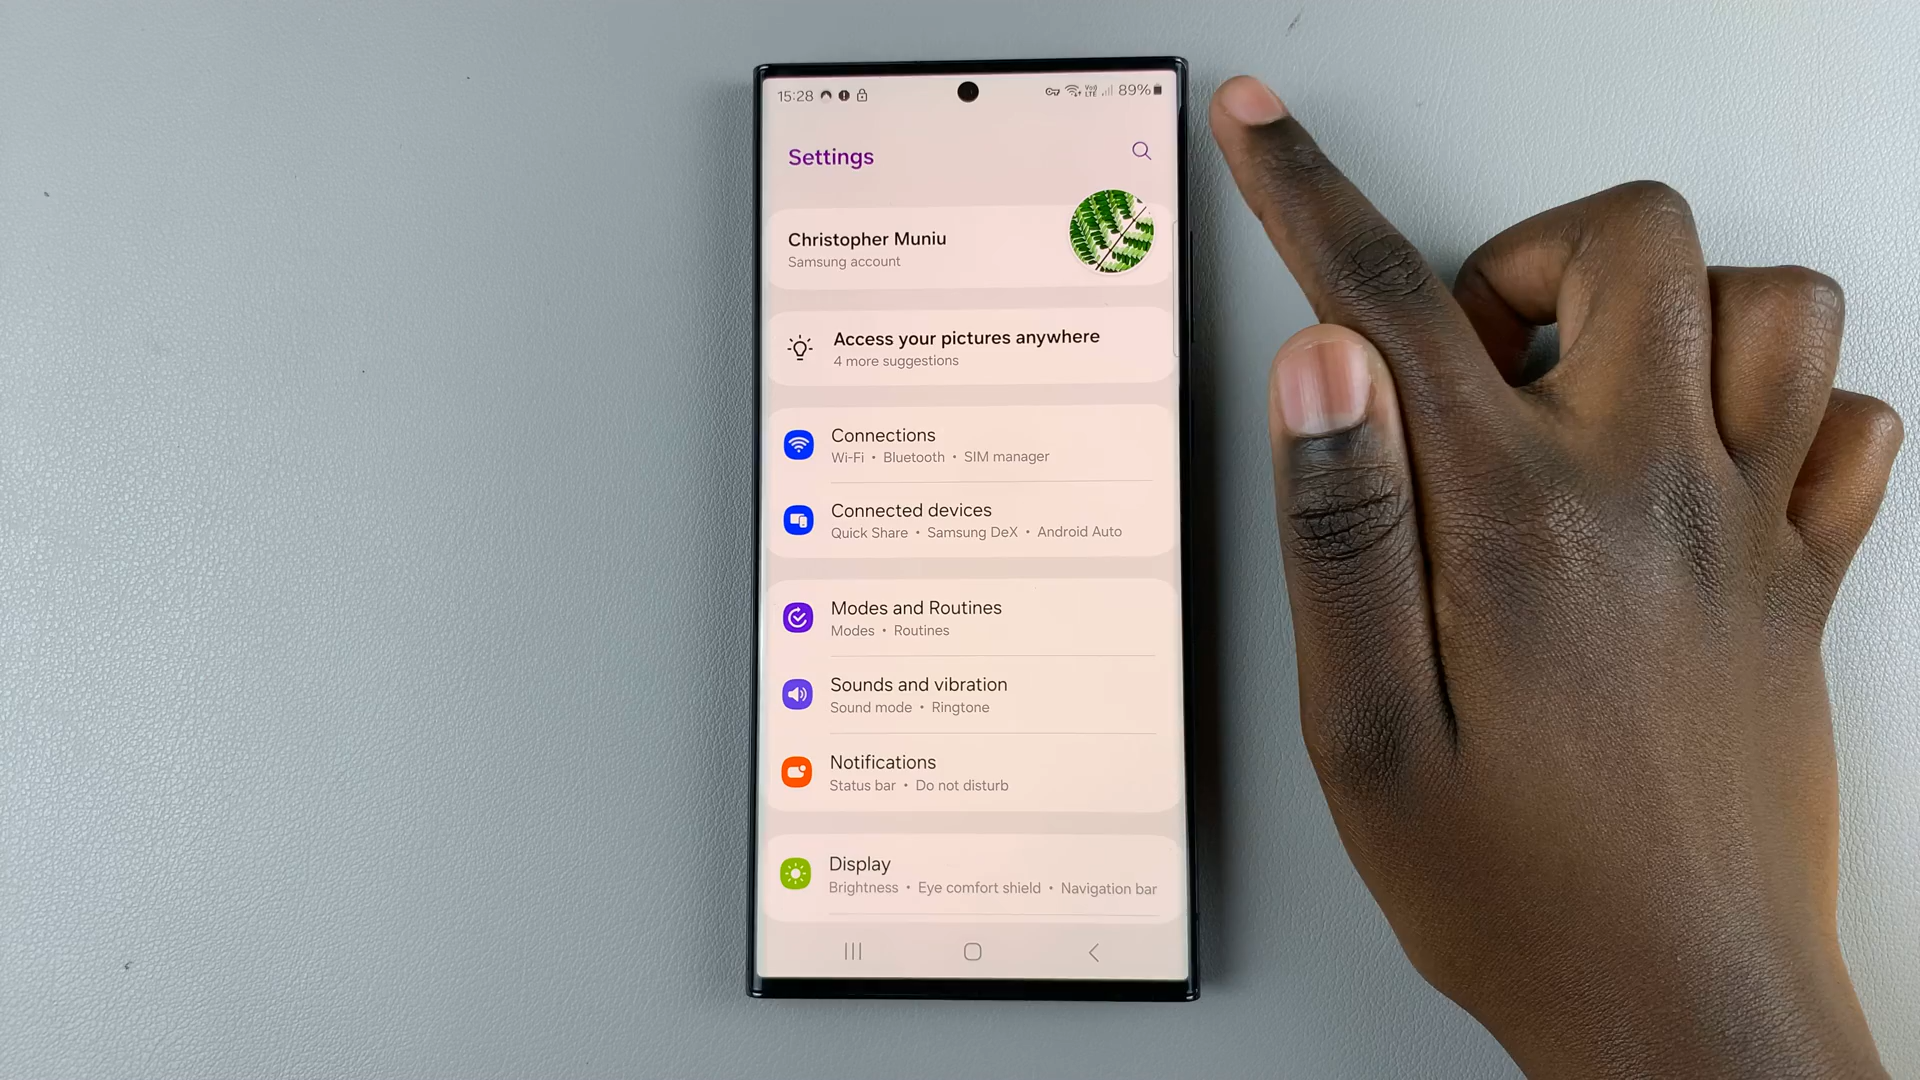 15:28 Vo) LTE 89%
Settings
Christopher Muniu
Samsung account
Access your pictures anywhere
4 more suggestions
Connections
Wi-Fi • Bluetooth • SIM manager
Connected devices
Quick Share • Samsung DeX • Android Auto
Modes and Routines
Modes • Routines
Sounds and vibration
Sound mode • Ringtone
Notifications
Status bar • Do not disturb
Display
Brightness • Eye comfort shield • Navigation bar